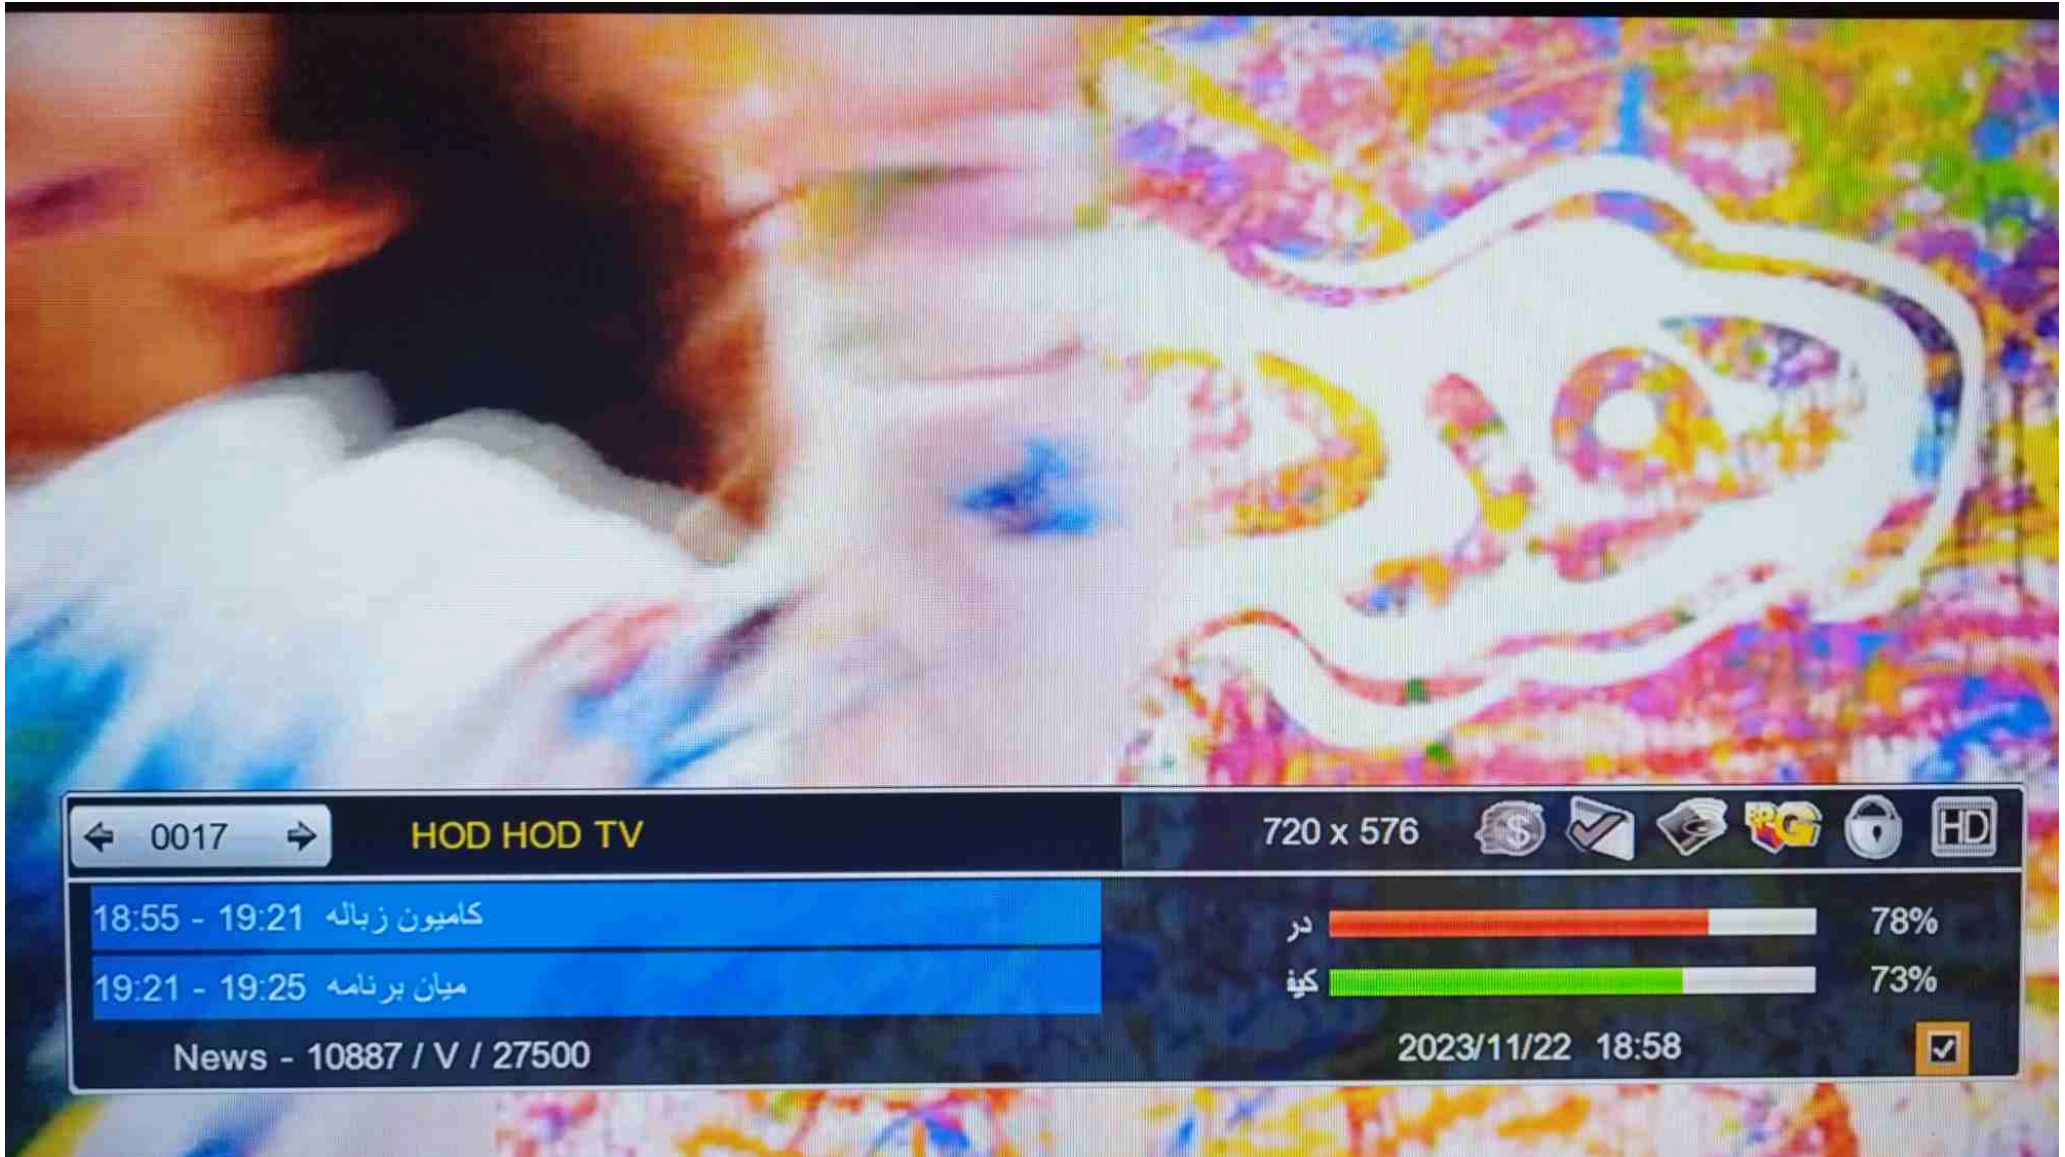 0017 HOD HOD TV 720 x 576 HD
18:55 - 19:21 کامیون زباله
در 78%
19:21 - 19:25 میان برنامه
کیف 73%
News - 10887 / V / 27500
2023/11/22 18:58